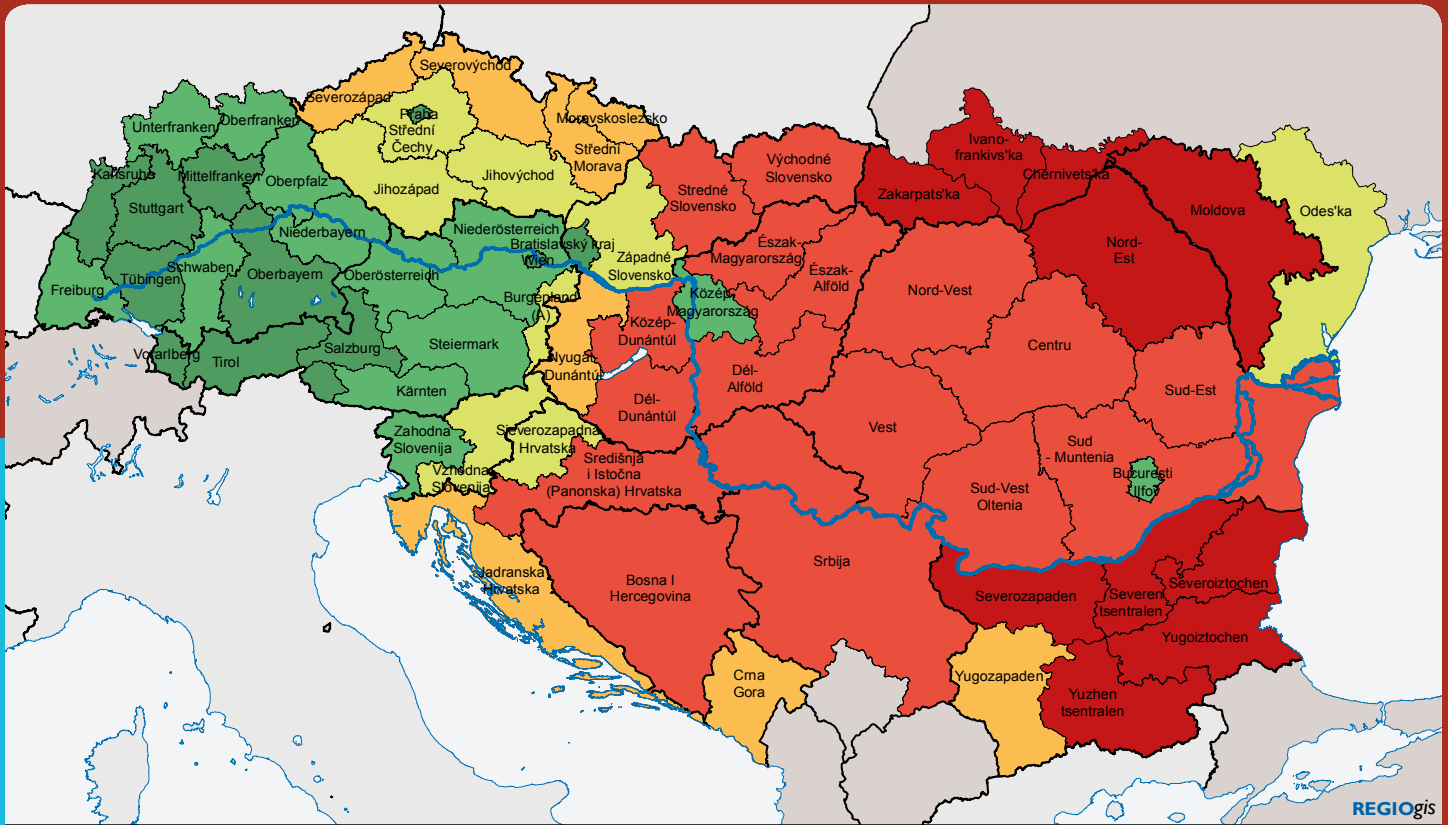 Severovýchod
Severozápad
Praha
Střední
Čechy
Moravskoslezsko
Střední
Morava
Jihozápad
Jihovýchod
Unterfranken
Oberfranken
Karlsruhe
Mittelfranken
Oberpfalz
Stuttgart
Niederbayern
Schwaben
Tübingen
Oberbayern
Freiburg
Oberösterreich
Niederösterreich
Bratislavský kraj
Wien
Burgenland
(A)
Vorarlberg
Tirol
Salzburg
Steiermark
Kärnten
Stredné
Slovensko
Východné
Slovensko
Západné
Slovensko
Észak-
Magyarország
Észak-
Alföld
Közép-
Magyarország
Közép-
Dunántúl
Nyugat-
Dunántúl
Dél-
Dunántúl
Dél-
Alföld
Zahodna
Slovenija
Vzhodna
Slovenija
Sjeverozapadna
Hrvatska
Središnja
i Istočna
(Panonska) Hrvatska
Jadranska
Hrvatska
Bosna I
Hercegovina
Crna
Gora
Srbija
Ivano-
frankivs'ka
Zakarpats'ka
Chernivets'ka
Moldova
Odes'ka
Nord-
Est
Nord-Vest
Centru
Sud-Est
Vest
Sud
- Muntenia
Bucuresti
Ilfov
Sud-Vest
Oltenia
Severozapaden
Severen
tsentralen
Severoiztochen
Yugoiztochen
Yugozapaden
Yuzhen
tsentralen
REGIOgis